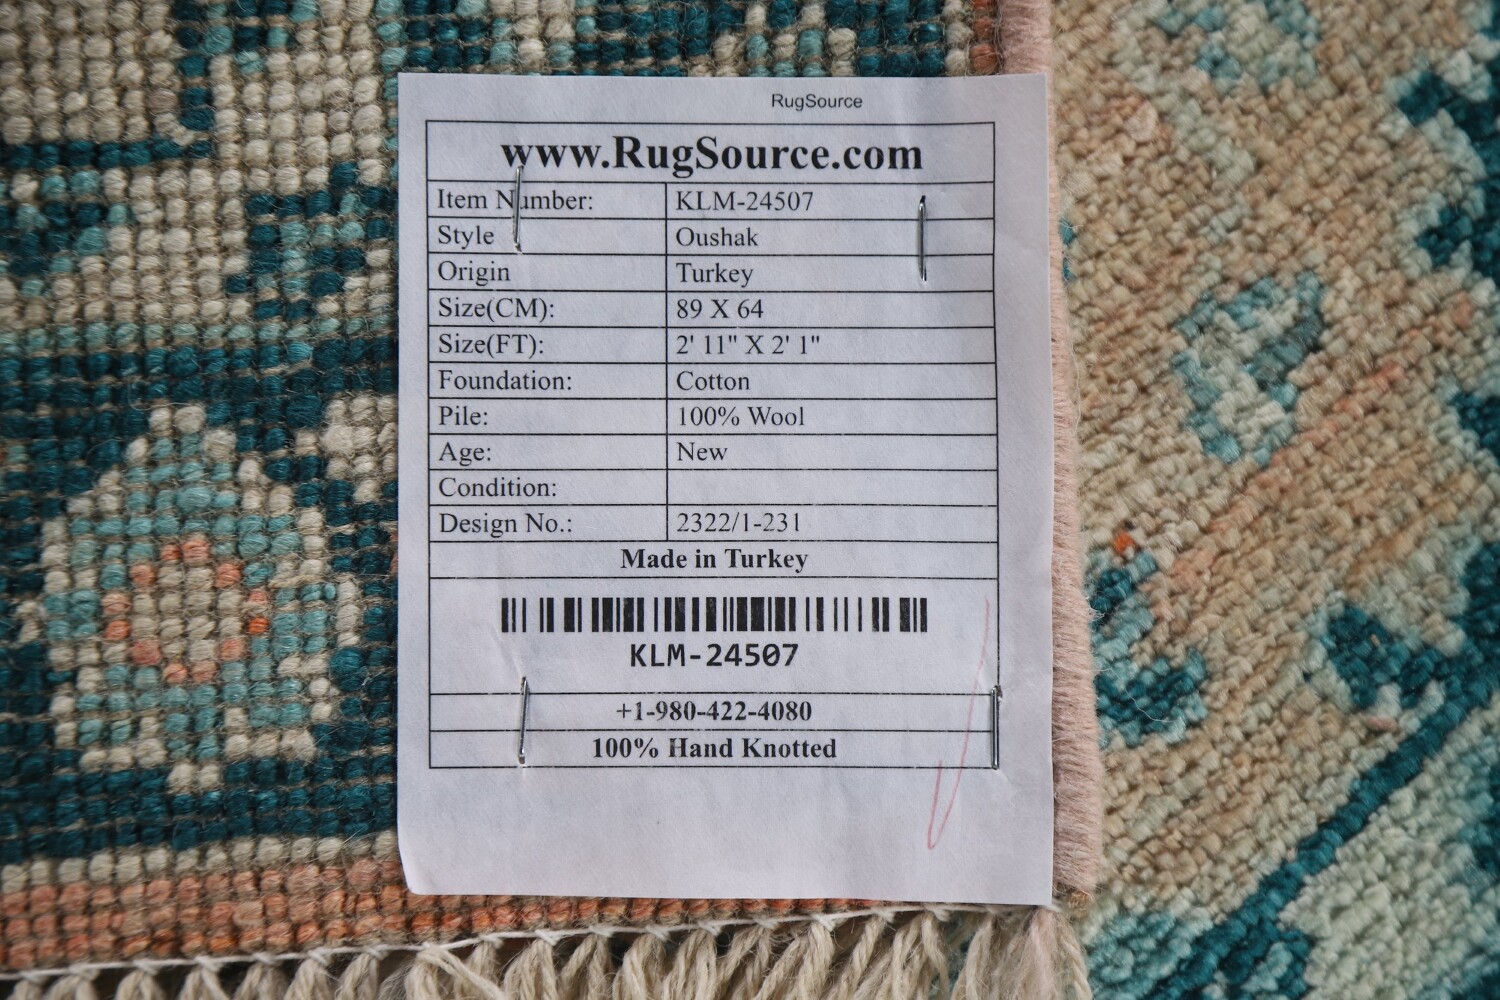 RugSource
www.RugSource.com
Item Number: KLM-24507
Style Oushak
Origin Turkey
Size(CM): 89 X 64
Size(FT): 2' 11" X 2' 1"
Foundation: Cotton
Pile: 100% Wool
Age: New
Condition:
Design No.: 2322/1-231
Made in Turkey
KLM-24507
+1-980-422-4080
100% Hand Knotted